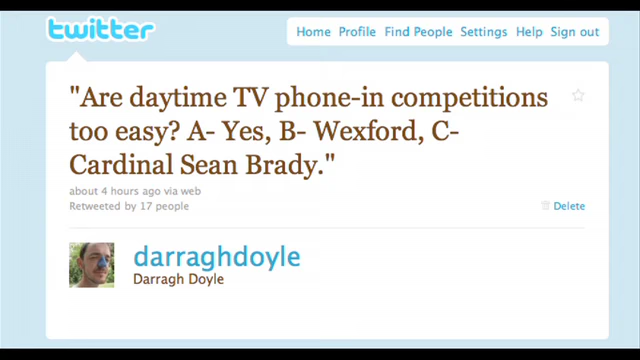 twitter
Home Profile Find People Settings Help Sign out
"Are daytime TV phone-in competitions
too easy? A- Yes, B- Wexford, C-
Cardinal Sean Brady."
about 4 hours ago via web
Retweeted by 17 people
Delete
darraghdoyle
Darragh Doyle